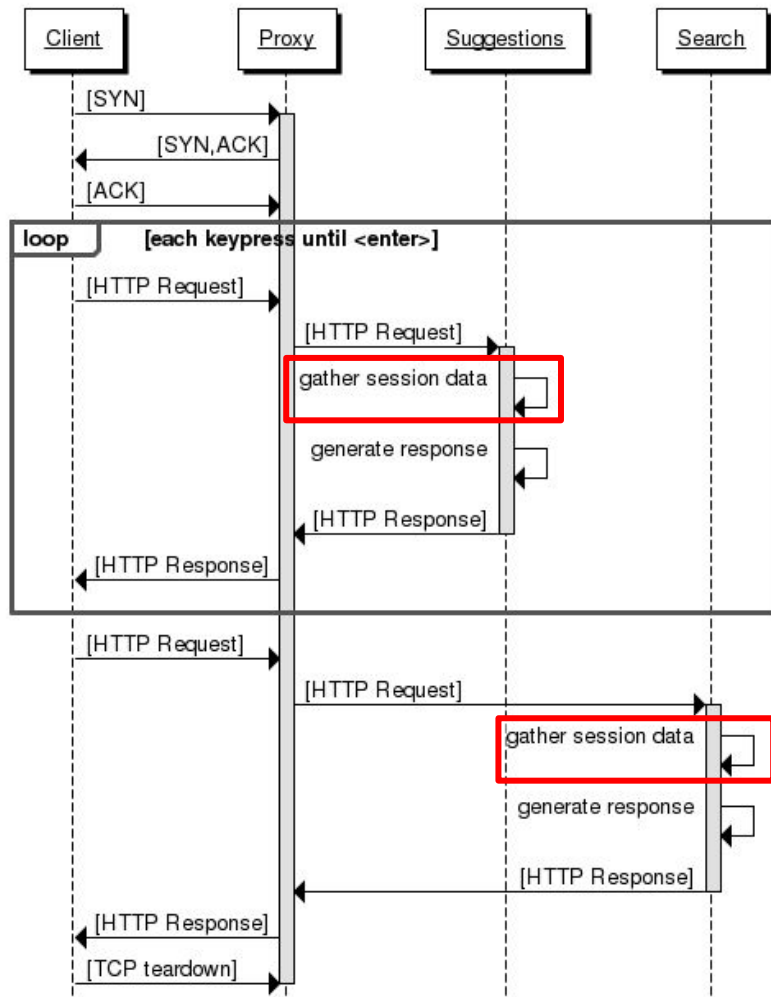 Client
Proxy
Suggestions
Search
[SYN]
[SYN,ACK]
[ACK]
loop
[each keypress until <enter>]
[HTTP Request]
[HTTP Request]
gather session data
generate response
[HTTP Response]
[HTTP Response]
[HTTP Request]
[HTTP Request]
gather session data
generate response
[HTTP Response]
[HTTP Response]
[TCP teardown]